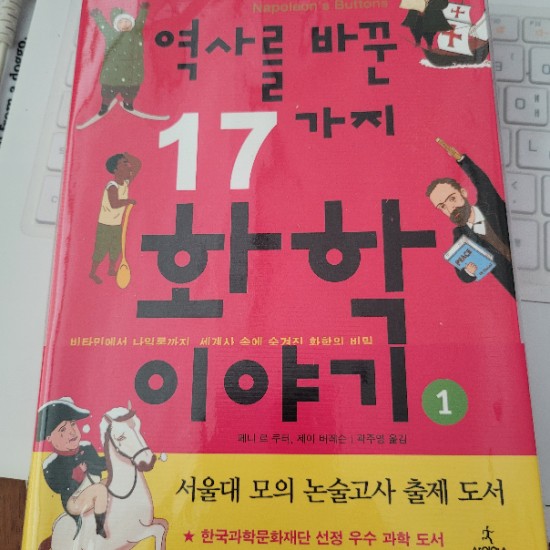 Napoleon's Buttons
역사를 바꾼
17 가지
화학
비타민에서 나일론까지, 세계사 속에 숨겨진 화학의 비밀
이야기 1
페니 르 쿠터, 제이 버레슨 | 곽주영 옮김
PEACE
서울대 모의 논술고사 출제 도서
★ 한국과학문화재단 선정 우수 과학 도서
from a doggo.